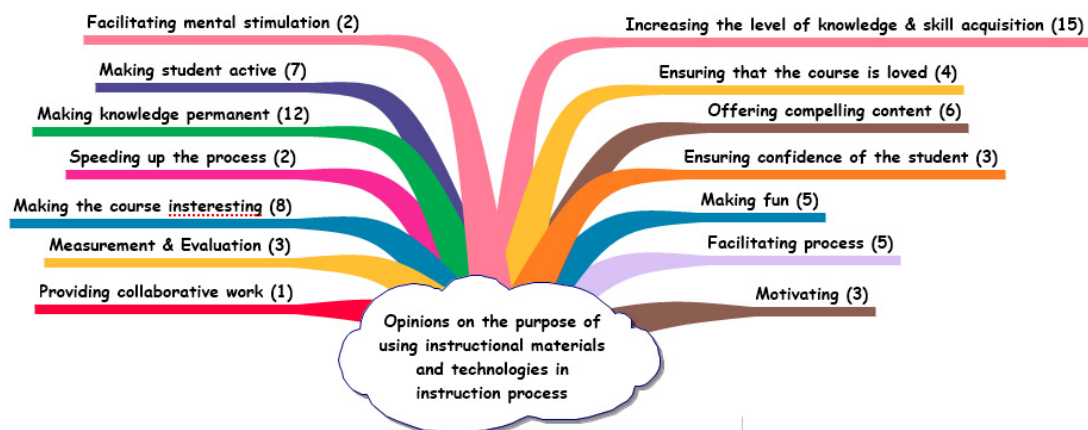 Facilitating mental stimulation (2)
Making student active (7)
Making knowledge permanent (12)
Speeding up the process (2)
Making the course insteresting (8)
Measurement & Evaluation (3)
Providing collaborative work (1)
Increasing the level of knowledge & skill acquisition (15)
Ensuring that the course is loved (4)
Offering compelling content (6)
Ensuring confidence of the student (3)
Making fun (5)
Facilitating process (5)
Motivating (3)
Opinions on the purpose of
using instructional materials
and technologies in
instruction process